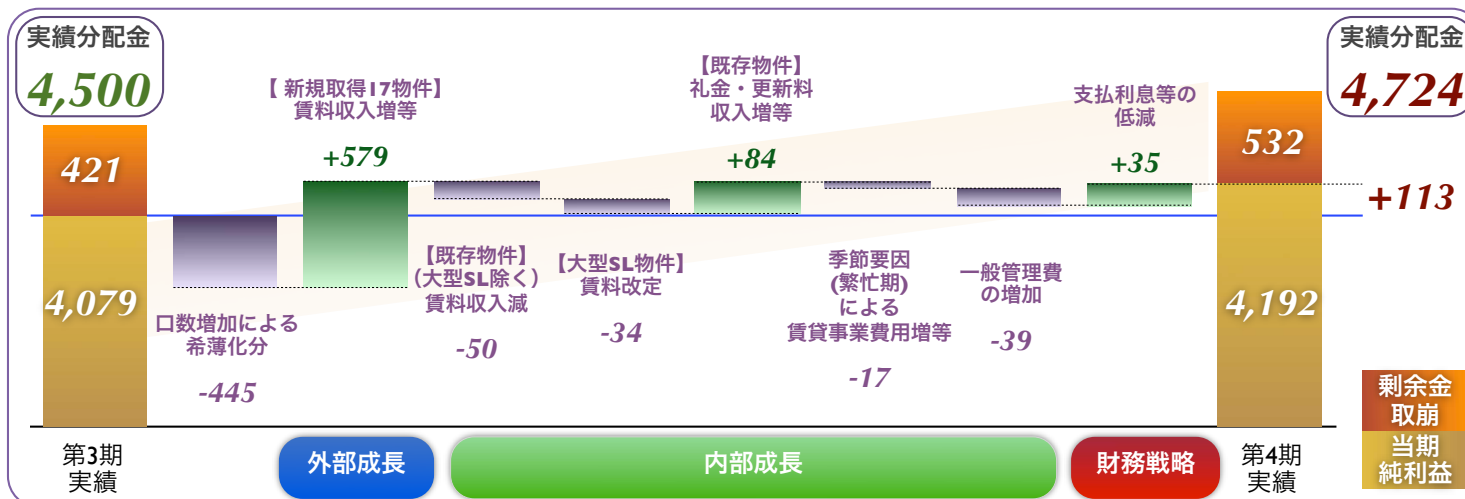 実績分配金
4,500
421
4,079
第3期
実績
口数増加による
希薄化分
-445
【 新規取得17物件】
賃料収入増等
+579
【既存物件】
(大型SL除く)
賃料収入減
-50
【大型SL物件】
賃料改定
-34
【既存物件】
礼金・更新料
収入増等
+84
季節要因
(繁忙期)
による
賃貸事業費用増等
-17
一般管理費
の増加
-39
支払利息等の
低減
+35
実績分配金
4,724
532
4,192
+113
第4期
実績
外部成長
内部成長
財務戦略
剰余金
取崩
当期
純利益